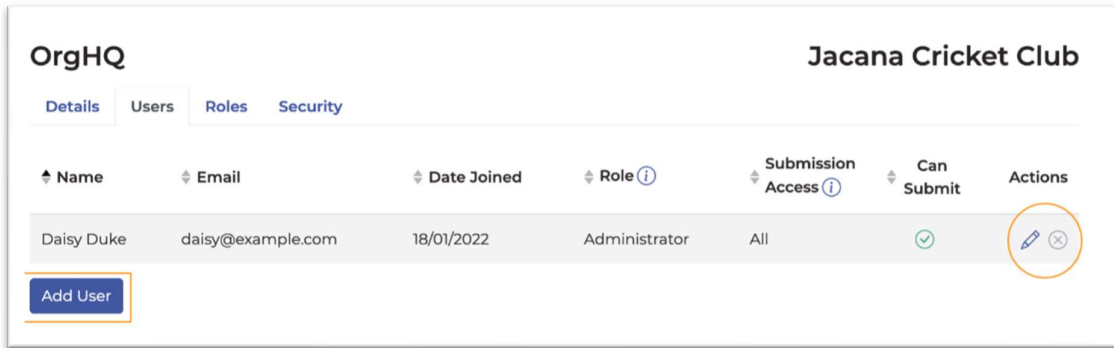 OrgHQ Jacana Cricket Club
Details Users Roles Security
Name Email Date Joined Role i Submission Access i Can Submit Actions
Daisy Duke daisy@example.com 18/01/2022 Administrator All
Add User